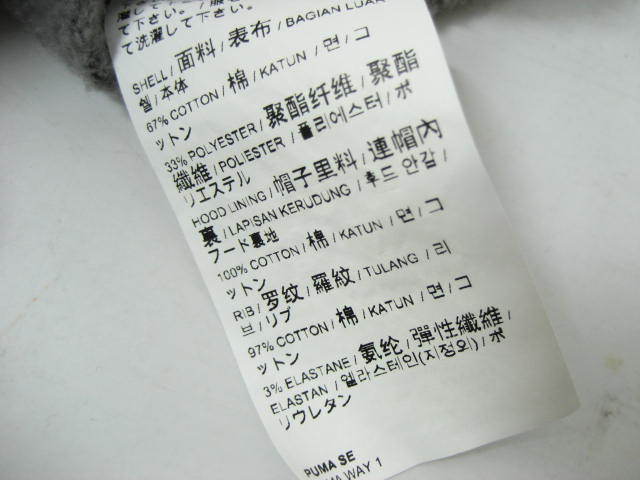 て下さい。
て洗濯して下さい。
SHELL / 面料 / 表布 / BAGIAN LUAR
쉘 / 本体
67% COTTON / 棉 / KATUN / 면 / コ
ットン
33% POLYESTER / 聚酯纤维 / 聚酯
纖維 / POLIESTER / 폴리에스터 / ポ
リエステル
HOOD LINING / 帽子里料 / 連帽內
裏 / LAPISAN KERUDUNG / 후드 안감 /
フード裏地
100% COTTON / 棉 / KATUN / 면 / コ
ットン
RIB / 罗纹 / 羅紋 / TULANG / 리
브 / リブ
97% COTTON / 棉 / KATUN / 면 / コ
ットン
3% ELASTANE / 氨纶 / 彈性纖維 /
ELASTAN / 엘라스테인(지정외) / ポ
リウレタン
PUMA SE
WAY 1